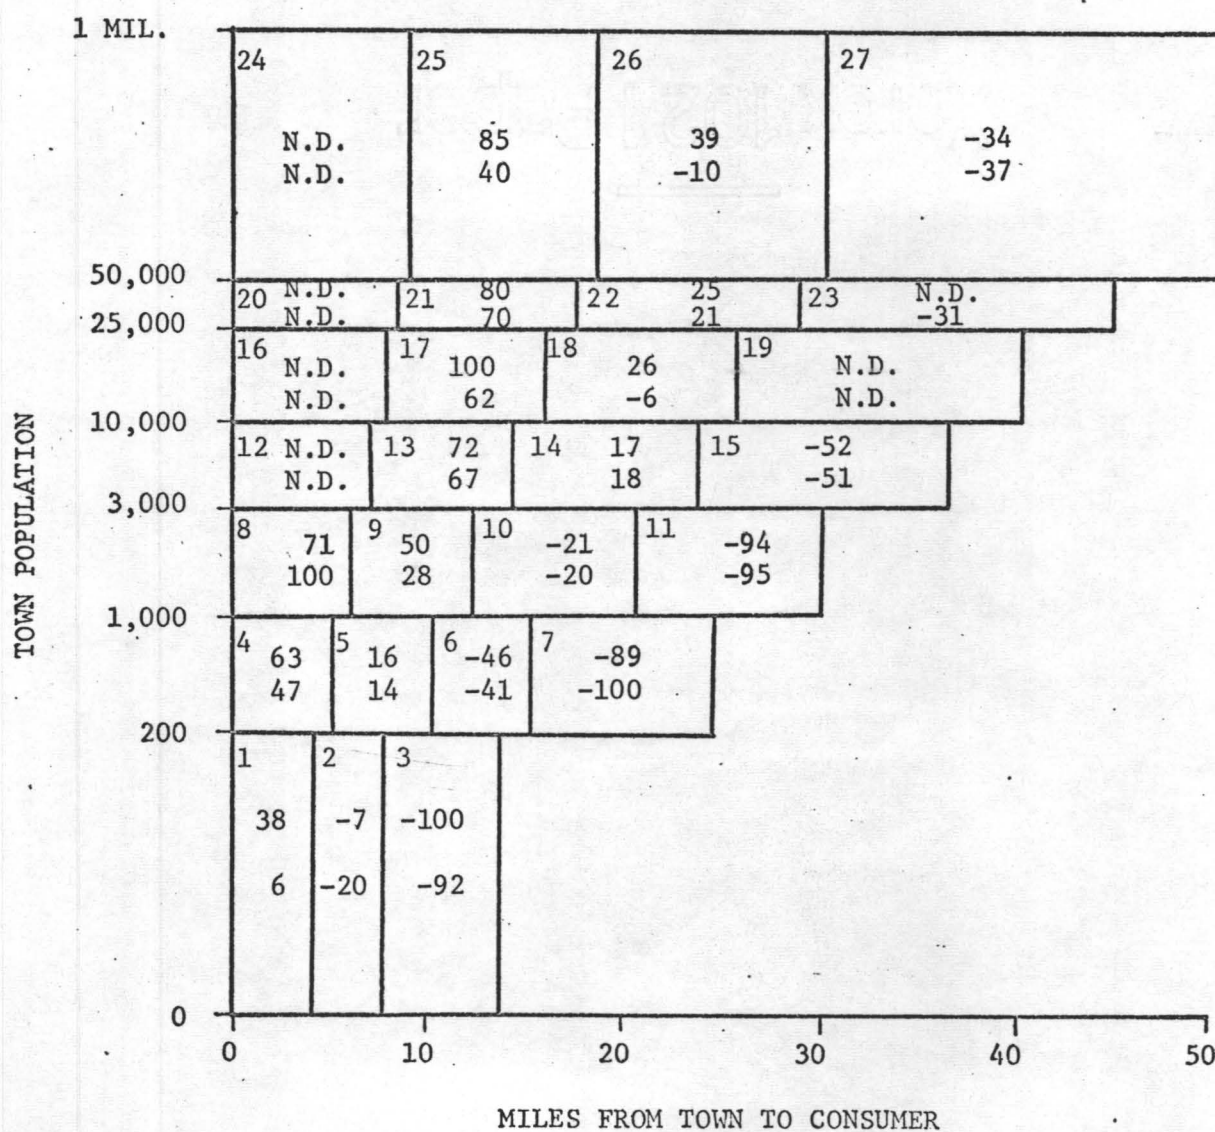 1 MIL.
24 25 26 27
N.D. 85 39 -34
N.D. 40 -10 -37
50,000
20 N.D. 21 80 22 25 23 N.D.
N.D. 70 21 -31
25,000
16 17 18 19
N.D. 100 26 N.D.
N.D. 62 -6 N.D.
10,000
12 N.D. 13 72 14 17 15 -52
N.D. 67 18 -51
3,000
8 9 10 11
71 50 -21 -94
100 28 -20 -95
1,000
4 5 6 7
63 16 -46 -89
47 14 -41 -100
200
1 2 3
38 -7 -100
6 -20 -92
0
0 10 20 30 40 50
TOWN POPULATION
MILES FROM TOWN TO CONSUMER